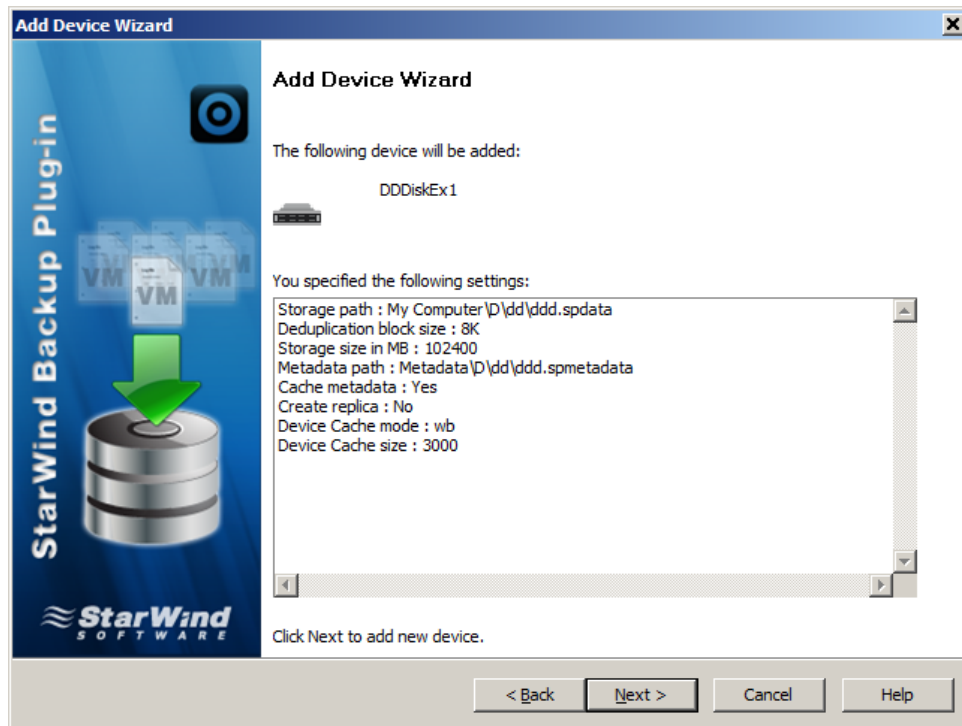 Add Device Wizard
StarWind Backup Plug-in
VM
VM
VM
StarWind
SOFTWARE
Add Device Wizard
The following device will be added:
DDDiskEx1
You specified the following settings:
Storage path : My Computer\D\dd\ddd.spdata
Deduplication block size : 8K
Storage size in MB : 102400
Metadata path : Metadata\D\dd\ddd.spmetadata
Cache metadata : Yes
Create replica : No
Device Cache mode : wb
Device Cache size : 3000
Click Next to add new device.
< Back
Next >
Cancel
Help